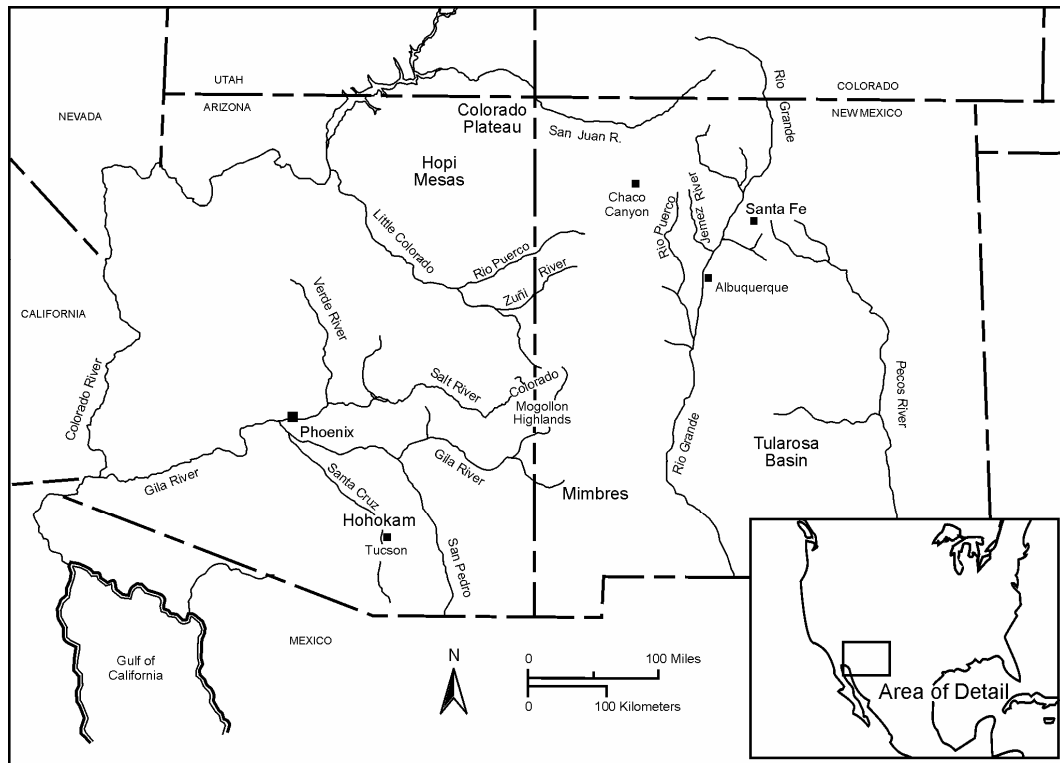 UTAH
ARIZONA
NEVADA
CALIFORNIA
COLORADO
NEW MEXICO
Rio Grande
Colorado
Plateau
San Juan R.
Hopi
Mesas
Chaco
Canyon
Rio Puerco
Jemez River
Santa Fe
Albuquerque
Little Colorado
Rio Puerco
Zuñi River
Verde River
Salt River
Colorado
Mogollon
Highlands
Colorado River
Phoenix
Gila River
Gila River
Santa Cruz
Hohokam
Tucson
San Pedro
Mimbres
Rio Grande
Pecos River
Tularosa
Basin
MEXICO
Gulf of
California
N
0 100 Miles
0 100 Kilometers
Area of Detail